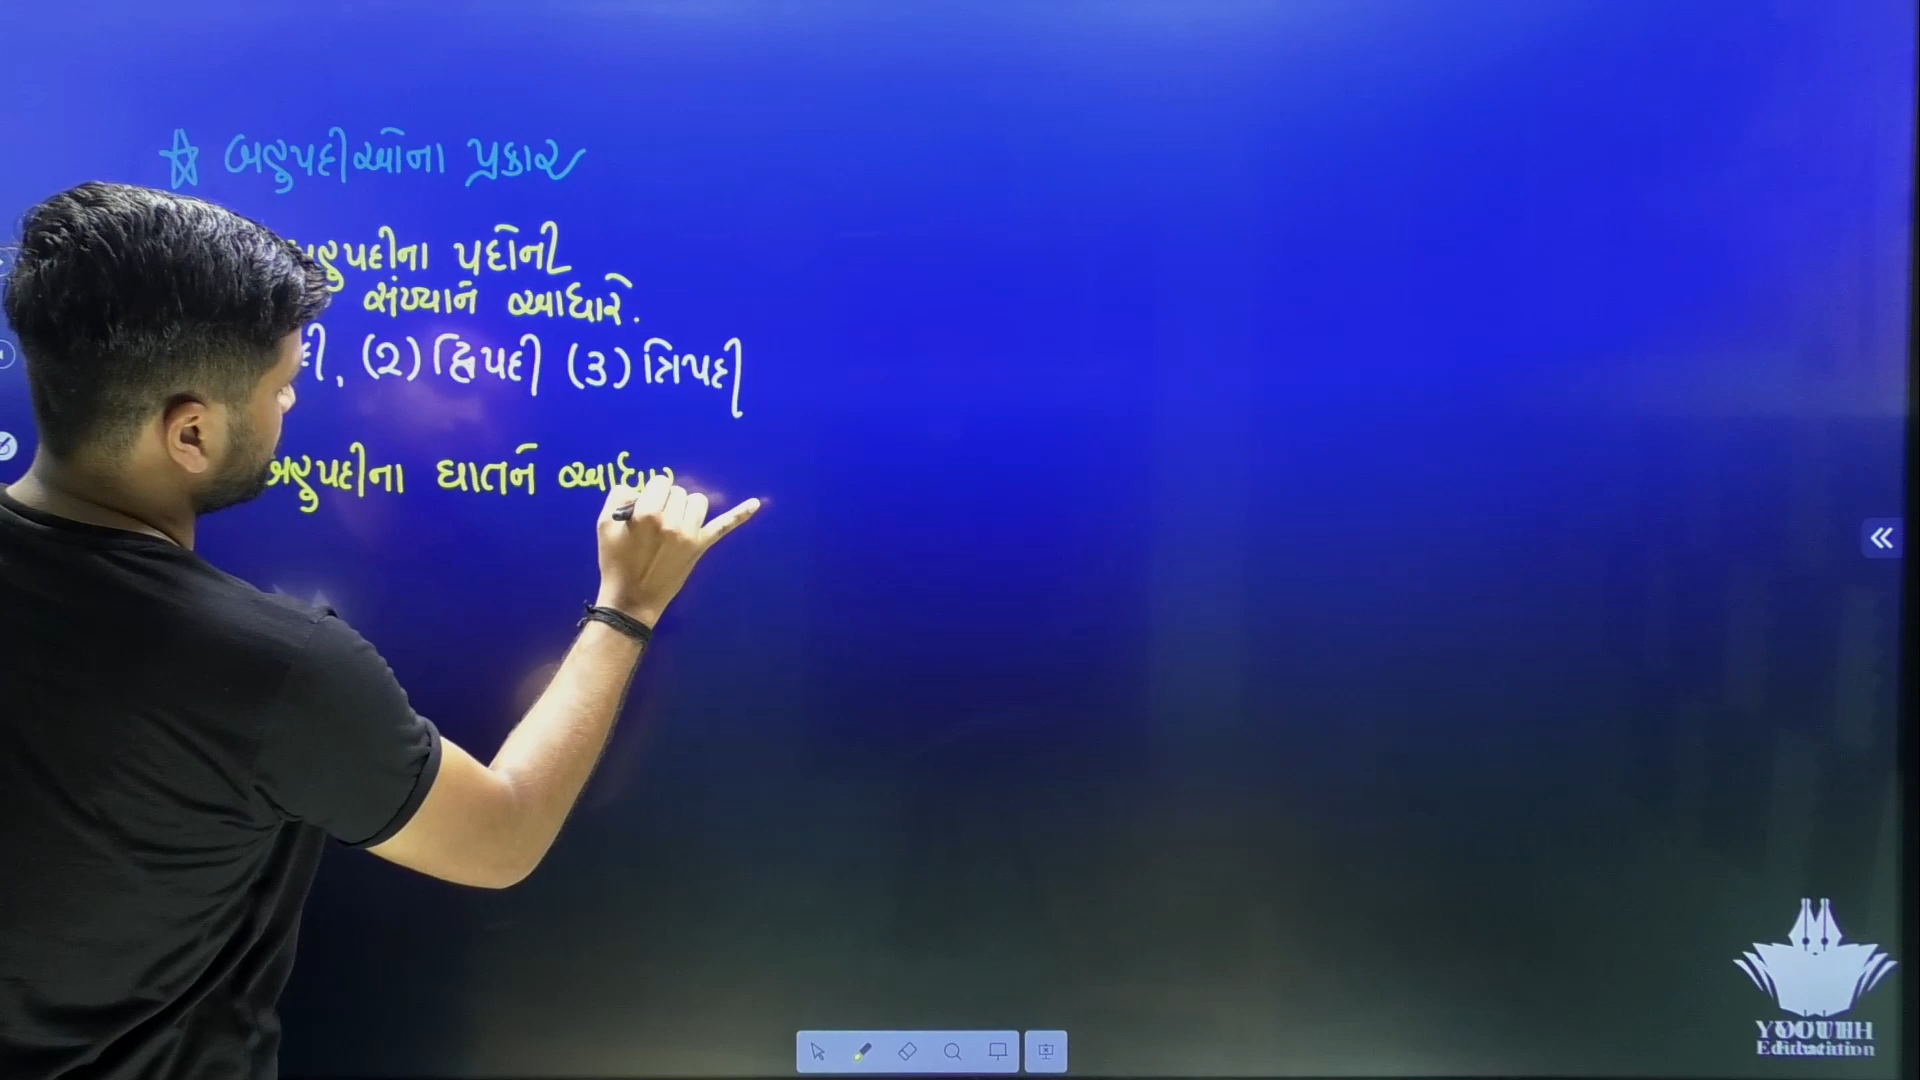 ☆ બહુપદીઓના પ્રકાર
બહુપદીના પદોની
સંખ્યાને આધારે.
(2) દ્વિપદી (3) ત્રિપદી
બહુપદીના ઘાતને
YOUTH
Education